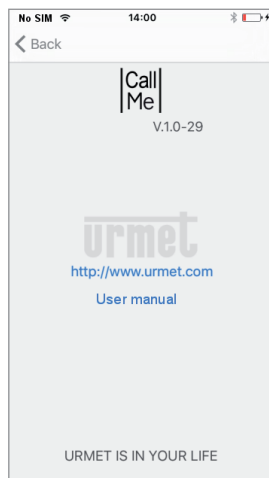 No SIM 14:00
Back
Call
Me
V.1.0-29
urmet
http://www.urmet.com
User manual
URMET IS IN YOUR LIFE